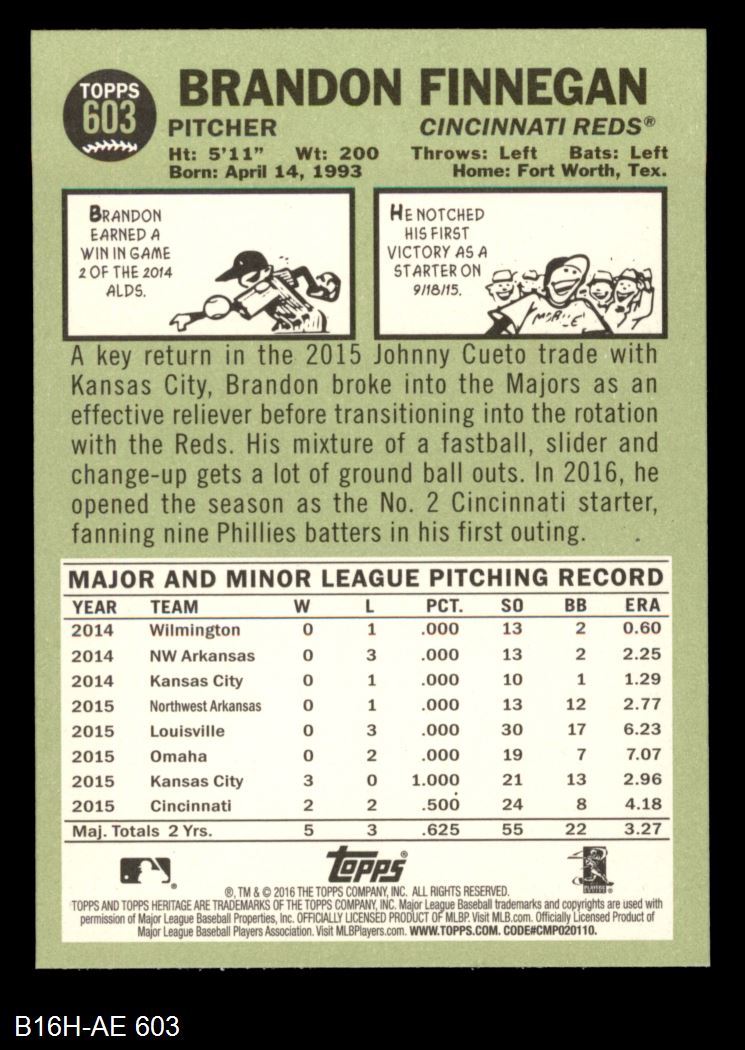 TOPPS
603
BRANDON FINNEGAN
PITCHER CINCINNATI REDS®
Ht: 5'11" Wt: 200 Throws: Left Bats: Left
Born: April 14, 1993 Home: Fort Worth, Tex.
BRANDON
EARNED A
WIN IN GAME
2 OF THE 2014
ALDS.
HE NOTCHED
HIS FIRST
VICTORY AS A
STARTER ON
9/18/15.
A key return in the 2015 Johnny Cueto trade with
Kansas City, Brandon broke into the Majors as an
effective reliever before transitioning into the rotation
with the Reds. His mixture of a fastball, slider and
change-up gets a lot of ground ball outs. In 2016, he
opened the season as the No. 2 Cincinnati starter,
fanning nine Phillies batters in his first outing.
MAJOR AND MINOR LEAGUE PITCHING RECORD
YEAR TEAM W L PCT. SO BB ERA
2014 Wilmington 0 1 .000 13 2 0.60
2014 NW Arkansas 0 3 .000 13 2 2.25
2014 Kansas City 0 1 .000 10 1 1.29
2015 Northwest Arkansas 0 1 .000 13 12 2.77
2015 Louisville 0 3 .000 30 17 6.23
2015 Omaha 0 2 .000 19 7 7.07
2015 Kansas City 3 0 1.000 21 13 2.96
2015 Cincinnati 2 2 .500 24 8 4.18
Maj. Totals 2 Yrs. 5 3 .625 55 22 3.27
Topps®
®, TM & © 2016 THE TOPPS COMPANY, INC. ALL RIGHTS RESERVED.
TOPPS AND TOPPS HERITAGE ARE TRADEMARKS OF THE TOPPS COMPANY, INC. Major League Baseball trademarks and copyrights are used with
permission of Major League Baseball Properties, Inc. OFFICIALLY LICENSED PRODUCT OF MLBP. Visit MLB.com. Officially Licensed Product of
Major League Baseball Players Association. Visit MLBPlayers.com. WWW.TOPPS.COM. CODE#CMP020110.
B16H-AE 603